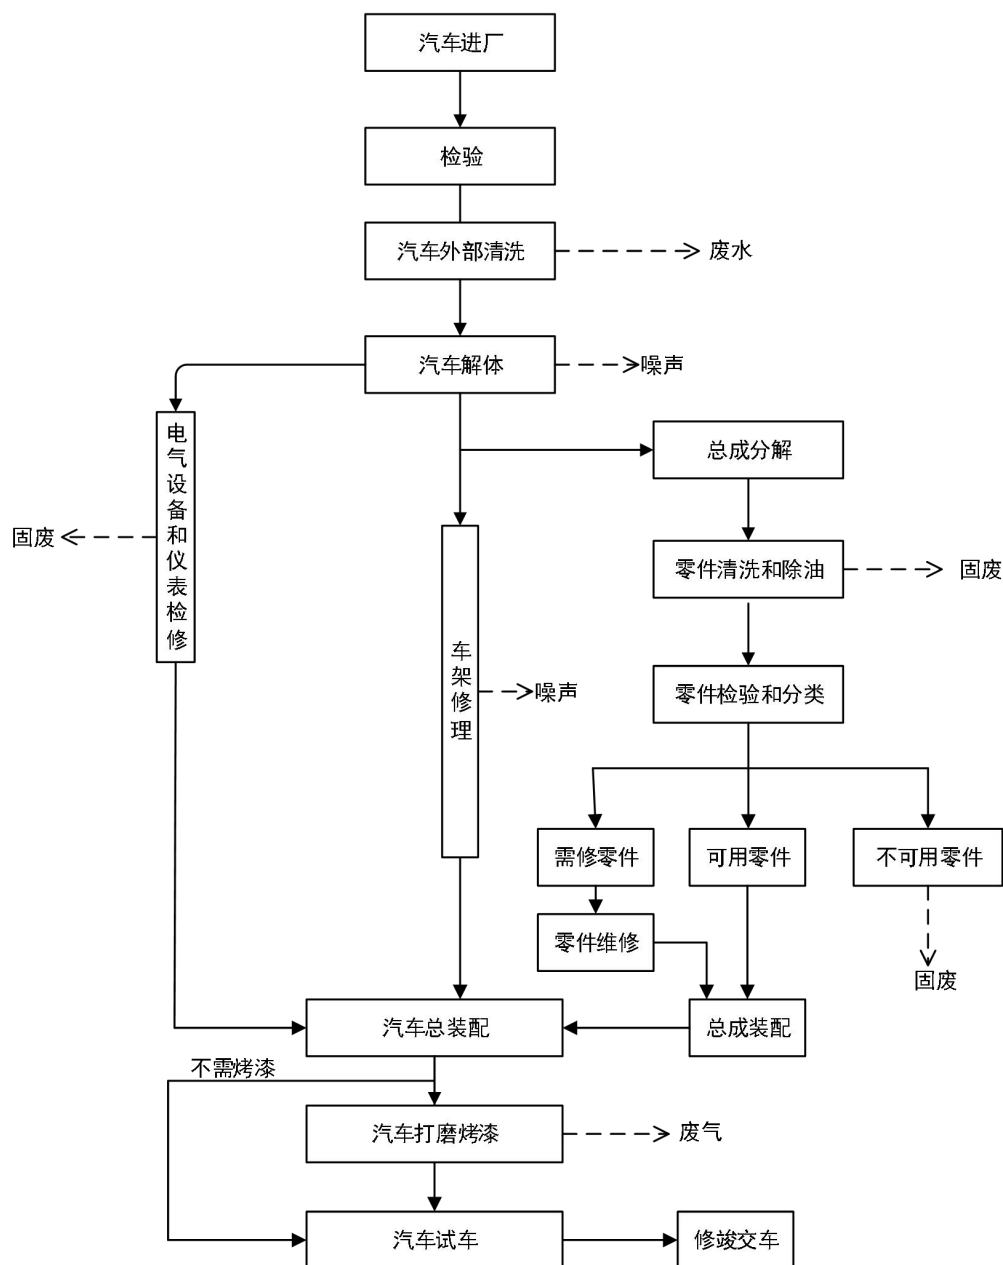 汽车进厂
检验
汽车外部清洗
废水
汽车解体
噪声
电气设备和仪表检修
固废
总成分解
零件清洗和除油
固废
车架修理
噪声
零件检验和分类
需修零件
可用零件
不可用零件
零件维修
固废
汽车总装配
总成装配
不需烤漆
汽车打磨烤漆
废气
汽车试车
修竣交车